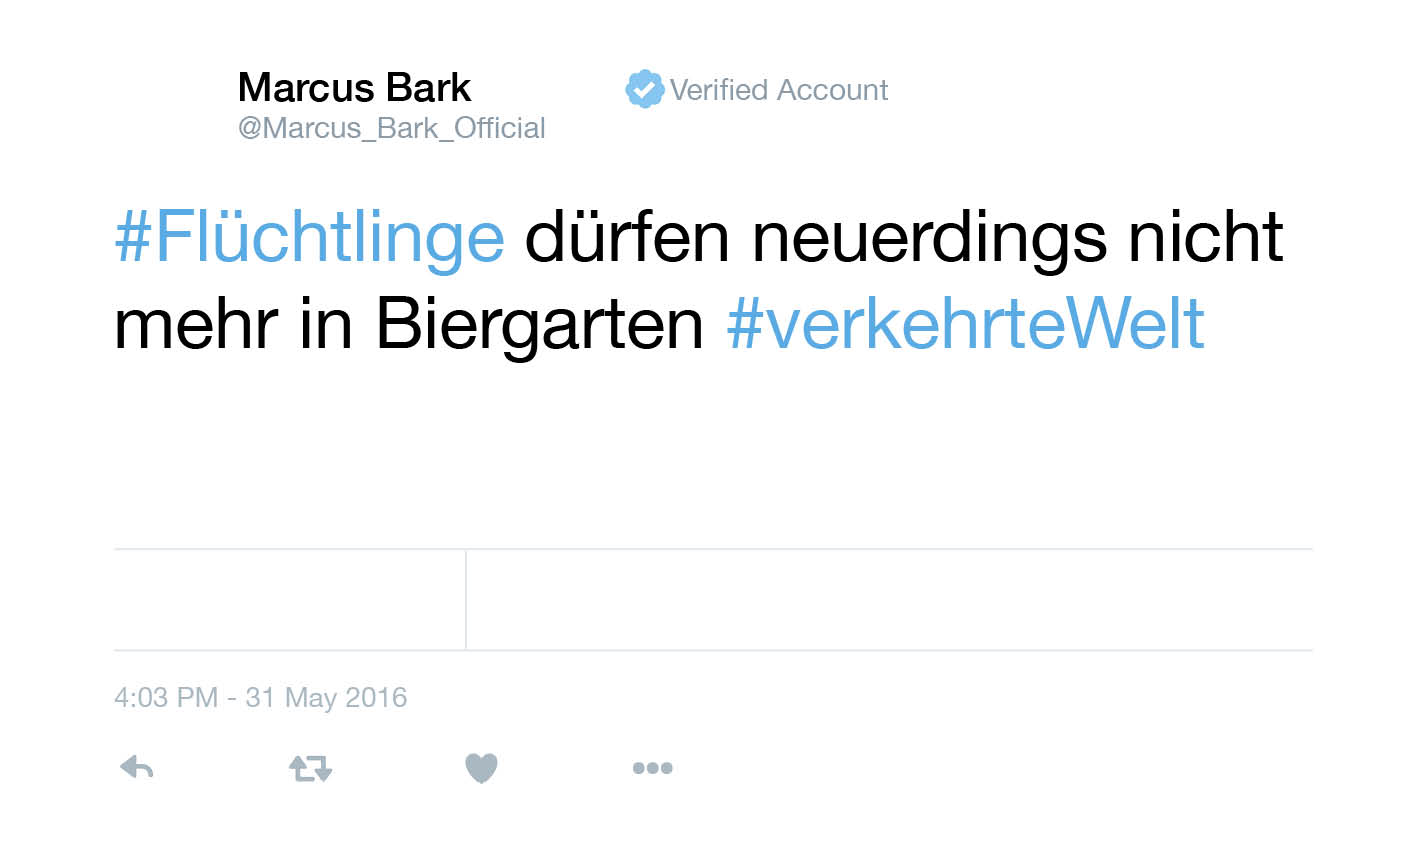 Marcus Bark
Verified Account
@Marcus_Bark_Official
#Flüchtlinge dürfen neuerdings nicht
mehr in Biergarten #verkehrteWelt
4:03 PM - 31 May 2016